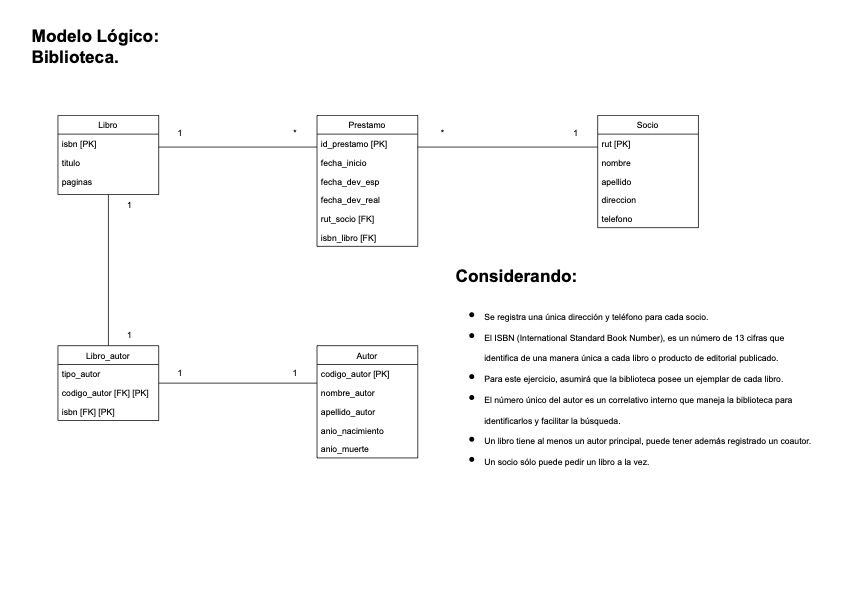 Modelo Lógico:
Biblioteca.
Libro
isbn [PK]
titulo
paginas
1
*
Prestamo
id_prestamo [PK]
fecha_inicio
fecha_dev_esp
fecha_dev_real
rut_socio [FK]
isbn_libro [FK]
*
1
Socio
rut [PK]
nombre
apellido
direccion
telefono
1
1
Libro_autor
tipo_autor
codigo_autor [FK] [PK]
isbn [FK] [PK]
1
1
Autor
codigo_autor [PK]
nombre_autor
apellido_autor
anio_nacimiento
anio_muerte
Considerando:
● Se registra una única dirección y teléfono para cada socio.
● El ISBN (International Standard Book Number), es un número de 13 cifras que
identifica de una manera única a cada libro o producto de editorial publicado.
● Para este ejercicio, asumirá que la biblioteca posee un ejemplar de cada libro.
● El número único del autor es un correlativo interno que maneja la biblioteca para
identificarlos y facilitar la búsqueda.
● Un libro tiene al menos un autor principal, puede tener además registrado un coautor.
● Un socio sólo puede pedir un libro a la vez.